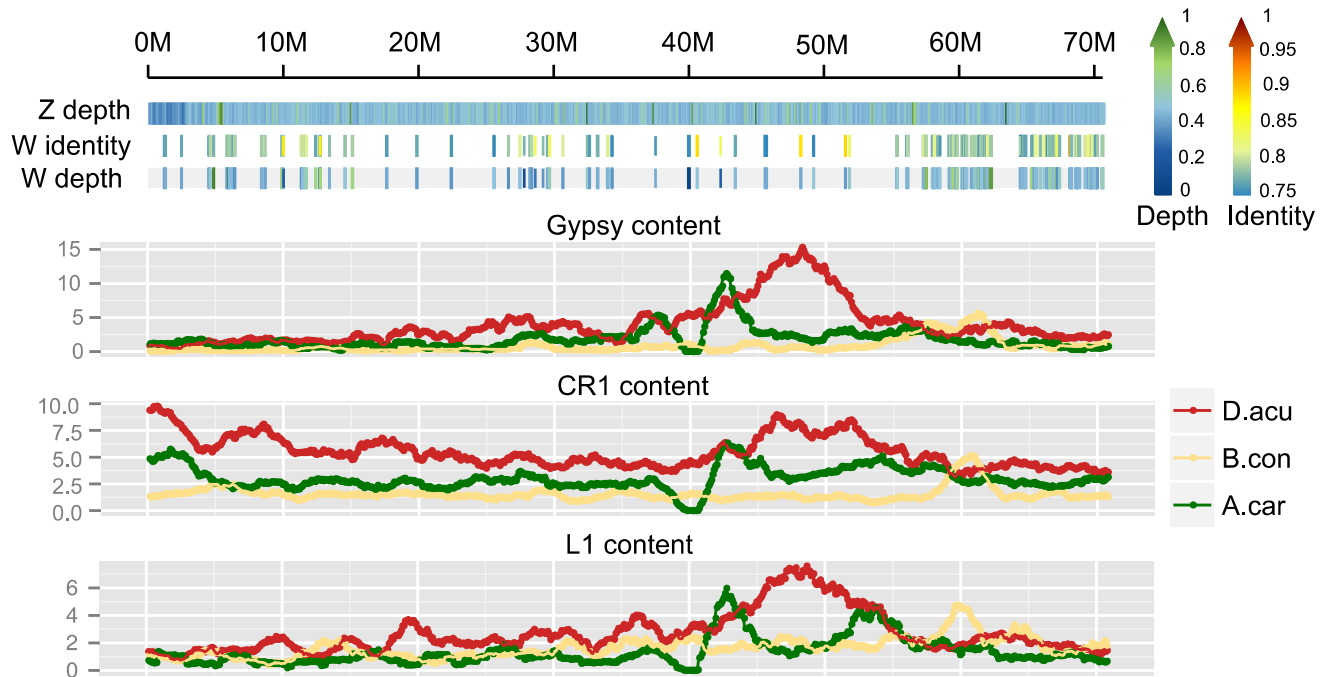 0M 10M 20M 30M 40M 50M 60M 70M
Z depth
W identity
W depth
1
0.8
0.6
0.4
0.2
0
Depth
1
0.95
0.9
0.85
0.8
0.75
Identity
Gypsy content
15
10
5
0
CR1 content
10.0
7.5
5.0
2.5
0.0
D.acu
B.con
A.car
L1 content
6
4
2
0